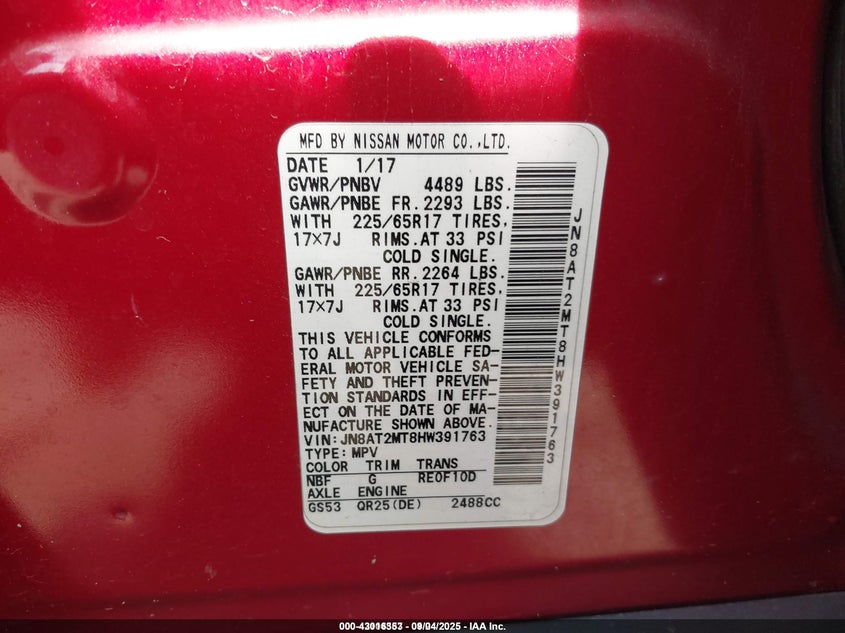 MFD BY NISSAN MOTOR CO.,LTD.
DATE 1/17
GVWR/PNBV 4489 LBS.
GAWR/PNBE FR. 2293 LBS.
WITH 225/65R17 TIRES,
17×7J RIMS.AT 33 PSI
COLD SINGLE.
GAWR/PNBE RR. 2264 LBS.
WITH 225/65R17 TIRES,
17×7J RIMS.AT 33 PSI
COLD SINGLE.
THIS VEHICLE CONFORMS
TO ALL APPLICABLE FED-
ERAL MOTOR VEHICLE SA-
FETY AND THEFT PREVEN-
TION STANDARDS IN EFF-
ECT ON THE DATE OF MA-
NUFACTURE SHOWN ABOVE.
VIN:JN8AT2MT8HW391763
TYPE: MPV
COLOR TRIM TRANS
NBF G RE0F10D
AXLE ENGINE
GS53 QR25(DE) 2488CC
JN8AT2MT8HW391763
09/04/2025 - IAA Inc.